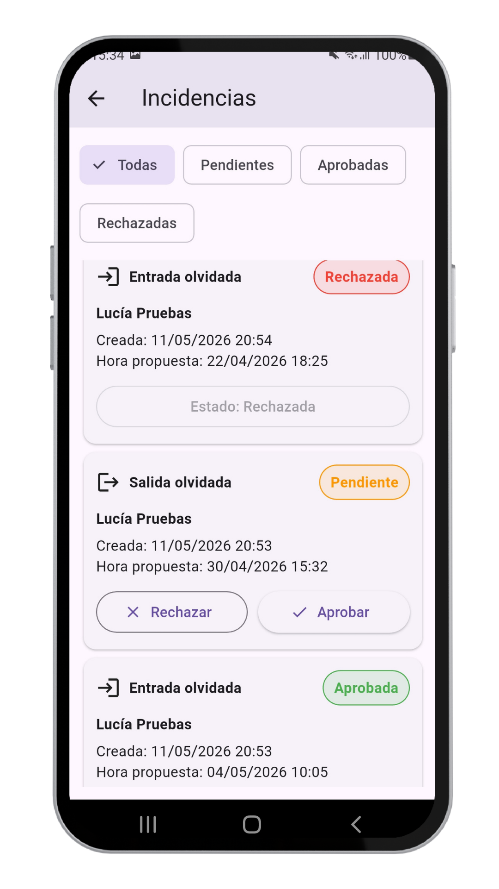 15:34
100%
Incidencias
Todas
Pendientes
Aprobadas
Rechazadas
Entrada olvidada
Rechazada
Lucía Pruebas
Creada: 11/05/2026 20:54
Hora propuesta: 22/04/2026 18:25
Estado: Rechazada
Salida olvidada
Pendiente
Lucía Pruebas
Creada: 11/05/2026 20:53
Hora propuesta: 30/04/2026 15:32
Rechazar
Aprobar
Entrada olvidada
Aprobada
Lucía Pruebas
Creada: 11/05/2026 20:53
Hora propuesta: 04/05/2026 10:05